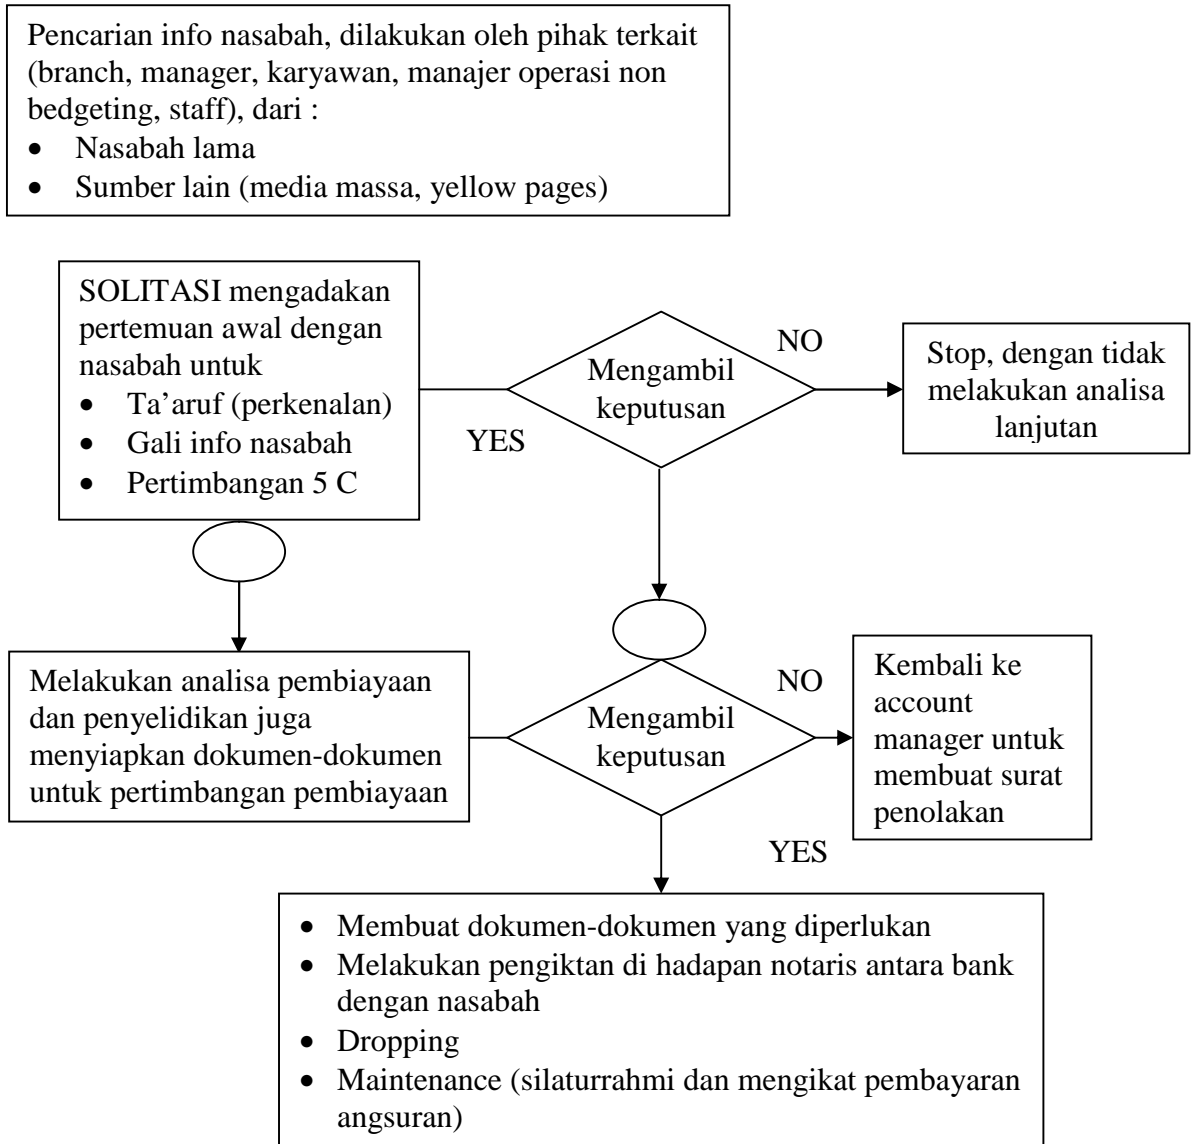 Pencarian info nasabah, dilakukan oleh pihak terkait
(branch, manager, karyawan, manajer operasi non
bedgeting, staff), dari :
• Nasabah lama
• Sumber lain (media massa, yellow pages)
SOLITASI mengadakan
pertemuan awal dengan
nasabah untuk
• Ta’aruf (perkenalan)
• Gali info nasabah
• Pertimbangan 5 C
YES
Mengambil
keputusan
NO
Stop, dengan tidak
melakukan analisa
lanjutan
Melakukan analisa pembiayaan
dan penyelidikan juga
menyiapkan dokumen-dokumen
untuk pertimbangan pembiayaan
Mengambil
keputusan
NO
Kembali ke
account
manager untuk
membuat surat
penolakan
YES
• Membuat dokumen-dokumen yang diperlukan
• Melakukan pengiktan di hadapan notaris antara bank
dengan nasabah
• Dropping
• Maintenance (silaturrahmi dan mengikat pembayaran
angsuran)